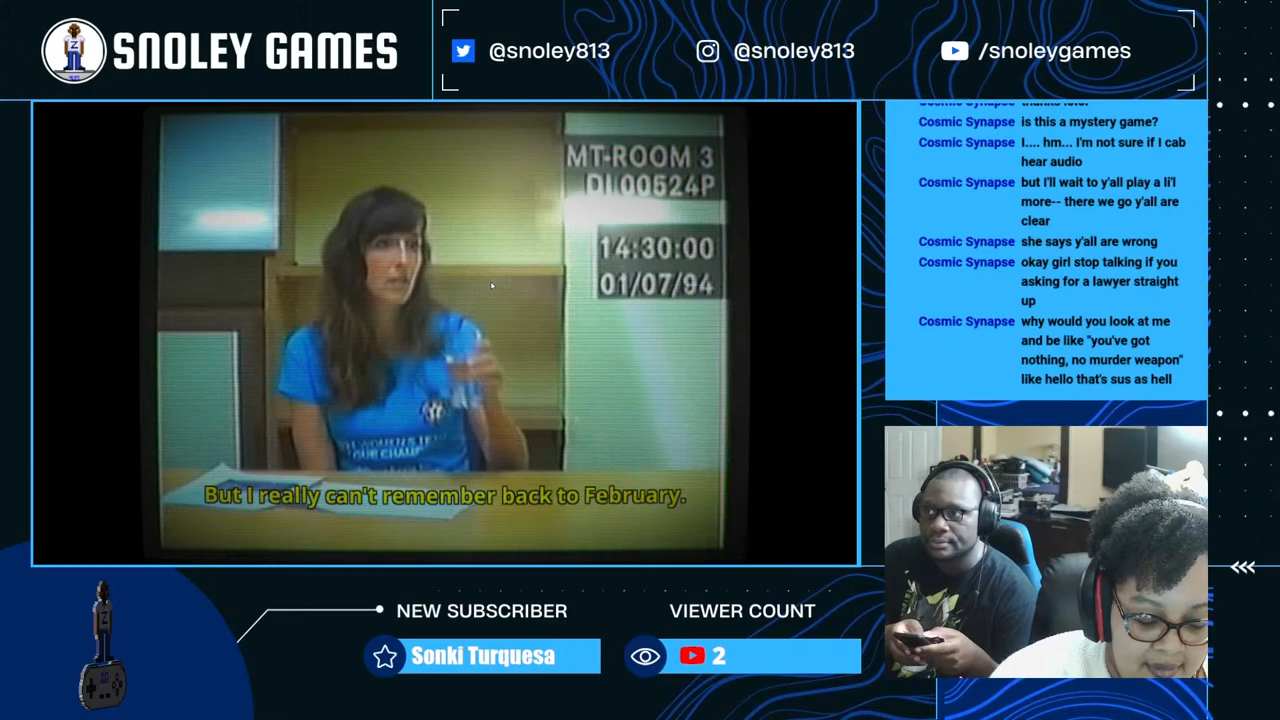 SNOLEY GAMES
@snoley813
@snoley813
/snoleygames
MT-ROOM 3
DI 00524P
14:30:00
01/07/94
But I really can't remember back to February.
Cosmic Synapse is this a mystery game?
Cosmic Synapse I.... hm... I'm not sure if I cab
hear audio
Cosmic Synapse but I'll wait to y'all play a li'l
more-- there we go y'all are
clear
Cosmic Synapse she says y'all are wrong
Cosmic Synapse okay girl stop talking if you
asking for a lawyer straight
up
Cosmic Synapse why would you look at me
and be like "you've got
nothing, no murder weapon"
like hello that's sus as hell
NEW SUBSCRIBER
Sonki Turquesa
VIEWER COUNT
2